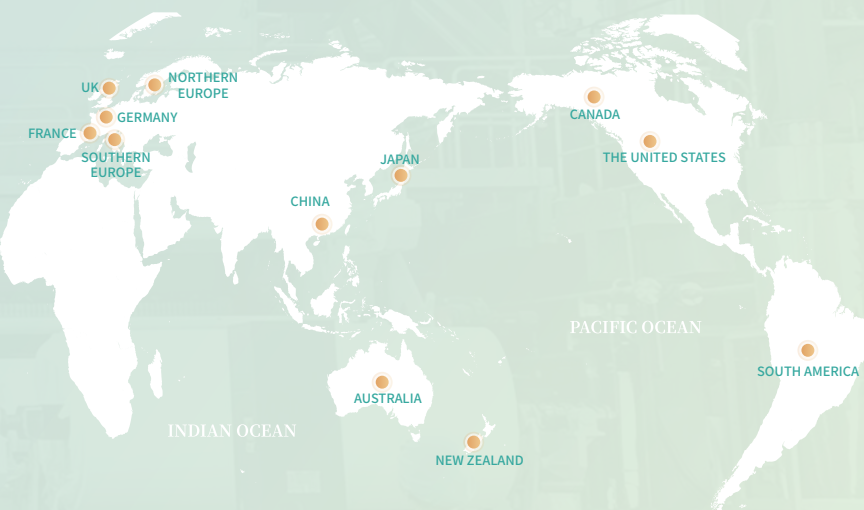 NORTHERN
EUROPE
UK
GERMANY
FRANCE
SOUTHERN
EUROPE
CANADA
THE UNITED STATES
JAPAN
CHINA
PACIFIC OCEAN
SOUTH AMERICA
AUSTRALIA
INDIAN OCEAN
NEW ZEALAND